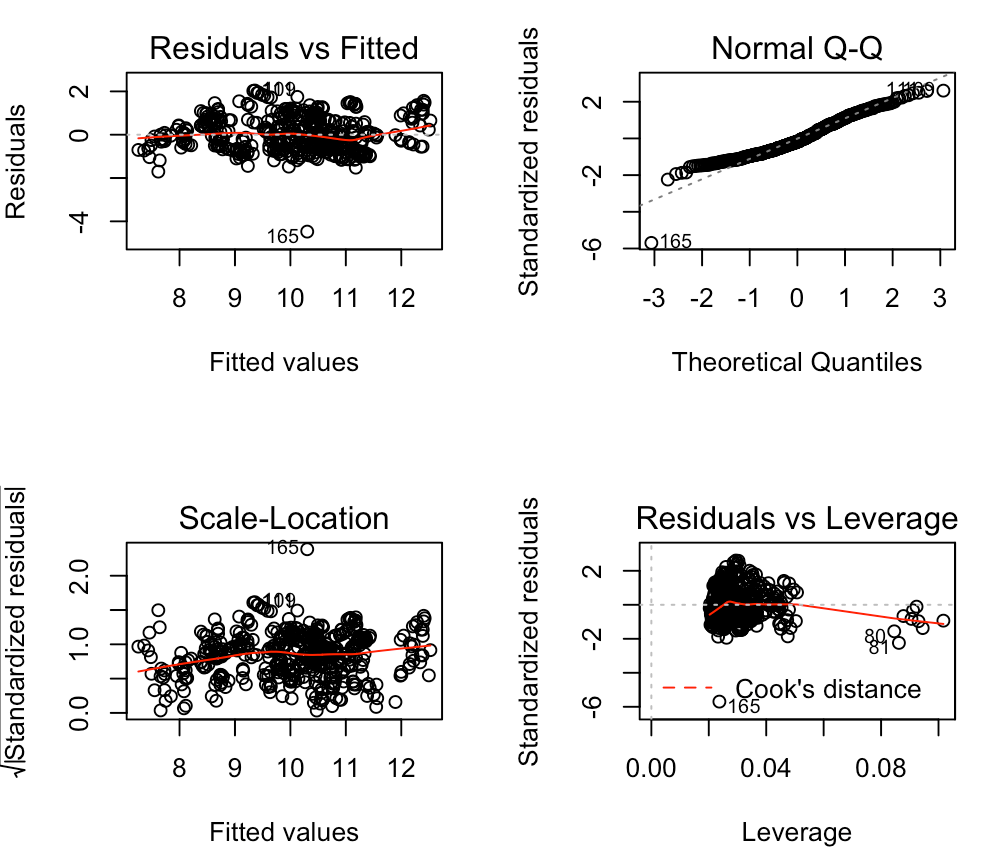 Residuals vs Fitted
Residuals
2
0
-4
109
165
8 9 10 11 12
Fitted values
Normal Q-Q
Standardized residuals
2
-2
-6
165
-3 -2 -1 0 1 2 3
Theoretical Quantiles
Scale-Location
√|Standardized residuals|
2.0
1.0
0.0
165
8 9 10 11 12
Fitted values
Residuals vs Leverage
Standardized residuals
2
-2
-6
80
81
Cook's distance
165
0.00 0.04 0.08
Leverage